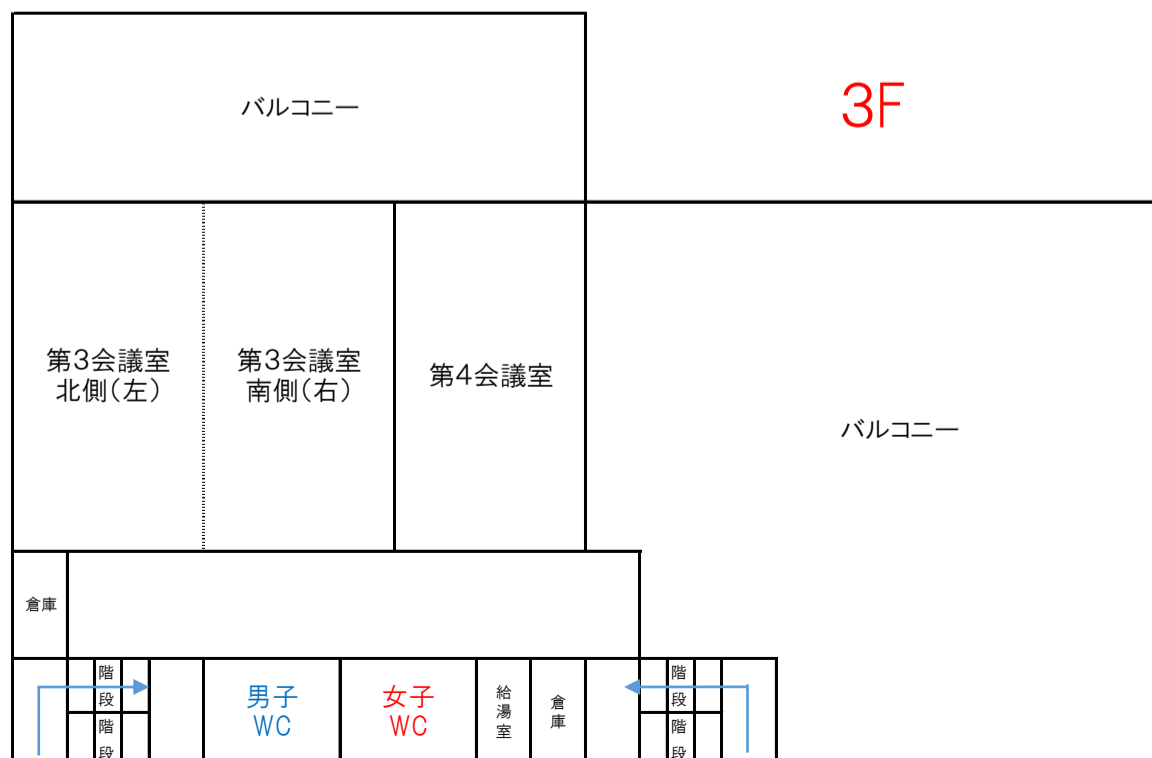 バルコニー
3F
第3会議室
北側(左)
第3会議室
南側(右)
第4会議室
バルコニー
倉庫
階段
階段
男子
WC
女子
WC
給湯室
倉庫
階段
階段